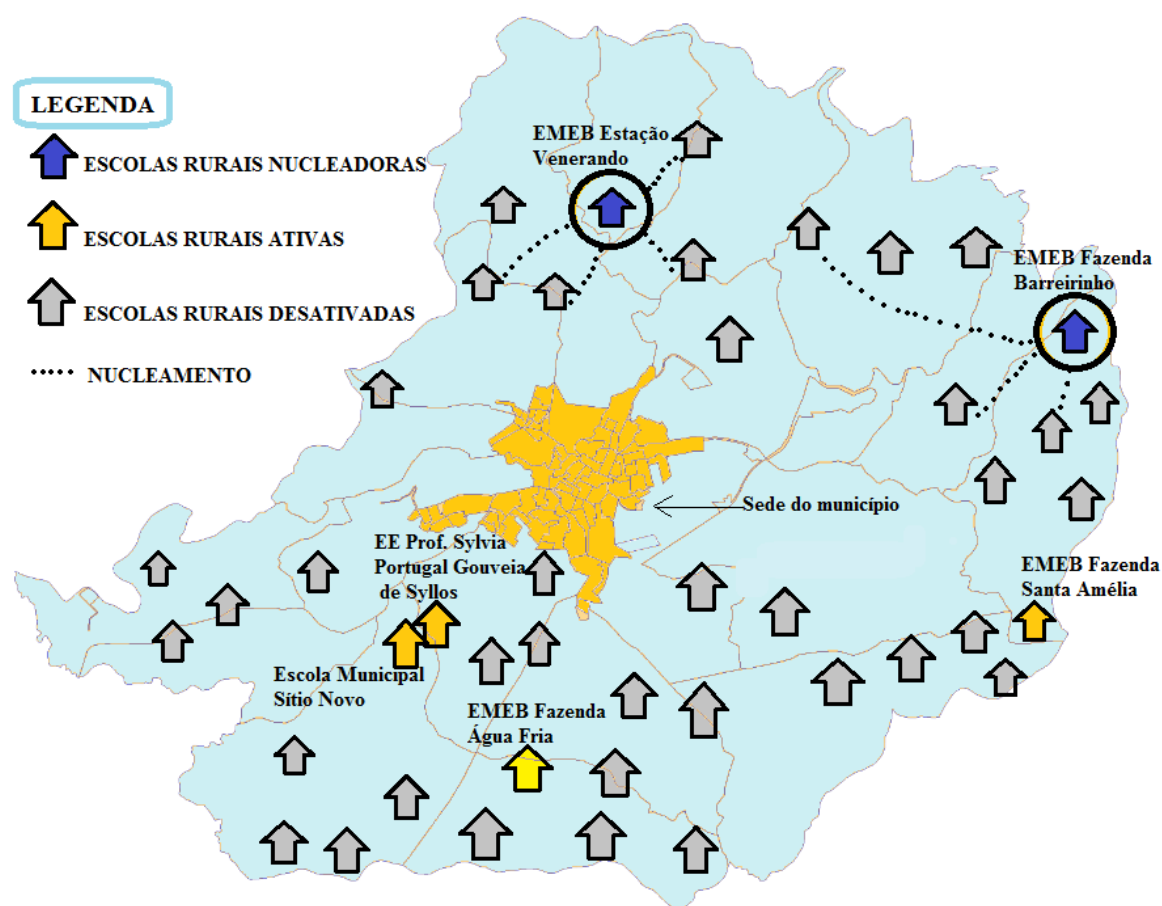 LEGENDA
ESCOLAS RURAIS NUCLEADORAS
ESCOLAS RURAIS ATIVAS
ESCOLAS RURAIS DESATIVADAS
NUCLEAMENTO
EMEB Estação
Venerando
EMEB Fazenda
Barreirinho
Sede do município
EE Prof. Sylvia
Portugal Gouveia
de Syllos
EMEB Fazenda
Santa Amélia
Escola Municipal
Sítio Novo
EMEB Fazenda
Água Fria